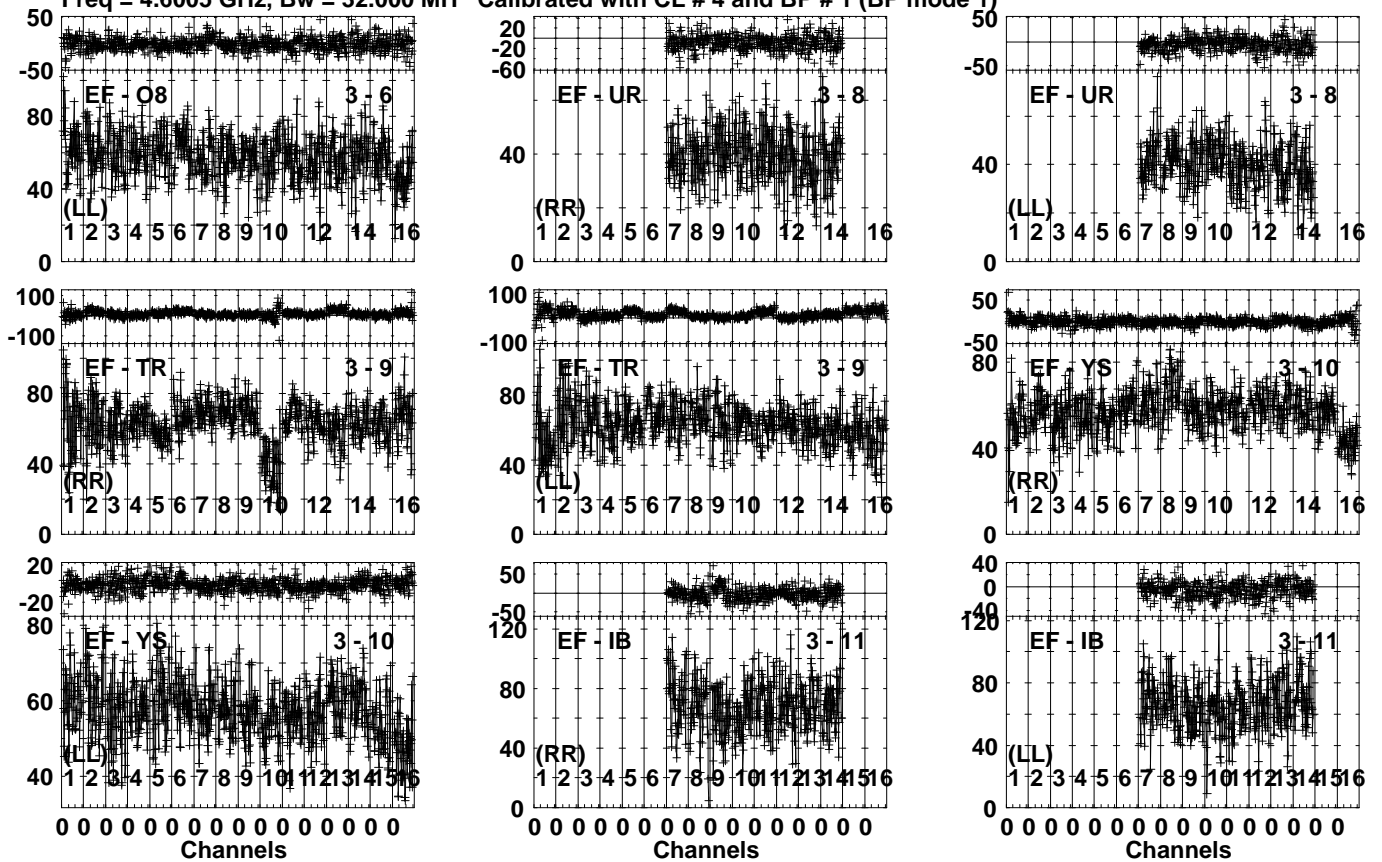 Freq = 4.6005 GHz, Bw = 32.000 MH Calibrated with CL # 4 and BP # 1 (BP mode 1)
50
-50
EF - O8 3 - 6
80
40
(LL)
1 2 3 4 5 6 7 8 9 10 12 14 16
0
20
-20
-60
EF - UR 3 - 8
40
(RR)
1 2 3 4 5 6 7 8 9 10 12 14 16
0
50
-50
EF - UR 3 - 8
40
(LL)
1 2 3 4 5 6 7 8 9 10 12 14 16
0
100
-100
EF - TR 3 - 9
80
40
(RR)
1 2 3 4 5 6 7 8 9 10 12 14 16
0
100
-100
EF - TR 3 - 9
80
40
(LL)
1 2 3 4 5 6 7 8 9 10 12 14 16
0
50
-50
80
EF - YS 3 - 10
40
(RR)
1 2 3 4 5 6 7 8 9 10 12 14 16
0
20
-20
80
EF - YS 3 - 10
60
(LL)
40
1 2 3 4 5 6 7 8 9 10 11 12 13 14 15 16
0 0 0 0 0 0 0 0 0 0 0 0 0 0 0 0
Channels
50
-50
120
EF - IB 3 - 11
80
40
(RR)
1 2 3 4 5 6 7 8 9 10 11 12 13 14 15 16
0
0 0 0 0 0 0 0 0 0 0 0 0 0 0 0 0
Channels
40
0
-40
120
EF - IB 3 - 11
80
40
(LL)
1 2 3 4 5 6 7 8 9 10 11 12 13 14 15 16
0
0 0 0 0 0 0 0 0 0 0 0 0 0 0 0 0
Channels